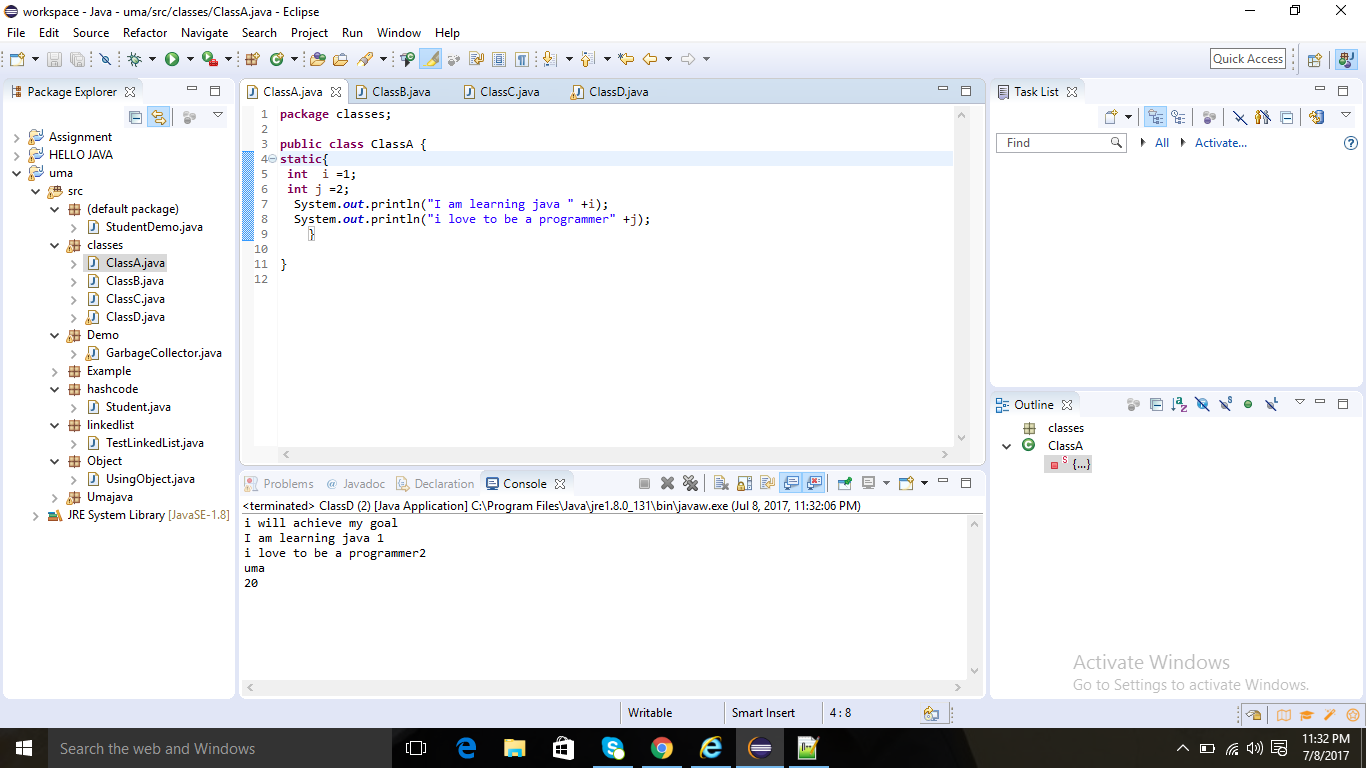 workspace - Java - uma/src/classes/ClassA.java - Eclipse
File Edit Source Refactor Navigate Search Project Run Window Help
Quick Access
Package Explorer
Assignment
HELLO JAVA
uma
src
(default package)
StudentDemo.java
classes
ClassA.java
ClassB.java
ClassC.java
ClassD.java
Demo
GarbageCollector.java
Example
hashcode
Student.java
linkedlist
TestLinkedList.java
Object
UsingObject.java
Umajava
JRE System Library [JavaSE-1.8]
ClassA.java ClassB.java ClassC.java ClassD.java
1 package classes;
2
3 public class ClassA {
4 static{
5 int i =1;
6 int j =2;
7 System.out.println("I am learning java " +i);
8 System.out.println("i love to be a programmer" +j);
9 }
10
11 }
12
Problems @ Javadoc Declaration Console
<terminated> ClassD (2) [Java Application] C:\Program Files\Java\jre1.8.0_131\bin\javaw.exe (Jul 8, 2017, 11:32:06 PM)
i will achieve my goal
I am learning java 1
i love to be a programmer2
uma
20
Task List
Find All Activate...
Outline
classes
ClassA
{...}
Activate Windows
Go to Settings to activate Windows.
Writable Smart Insert 4 : 8
Search the web and Windows
11:32 PM
7/8/2017